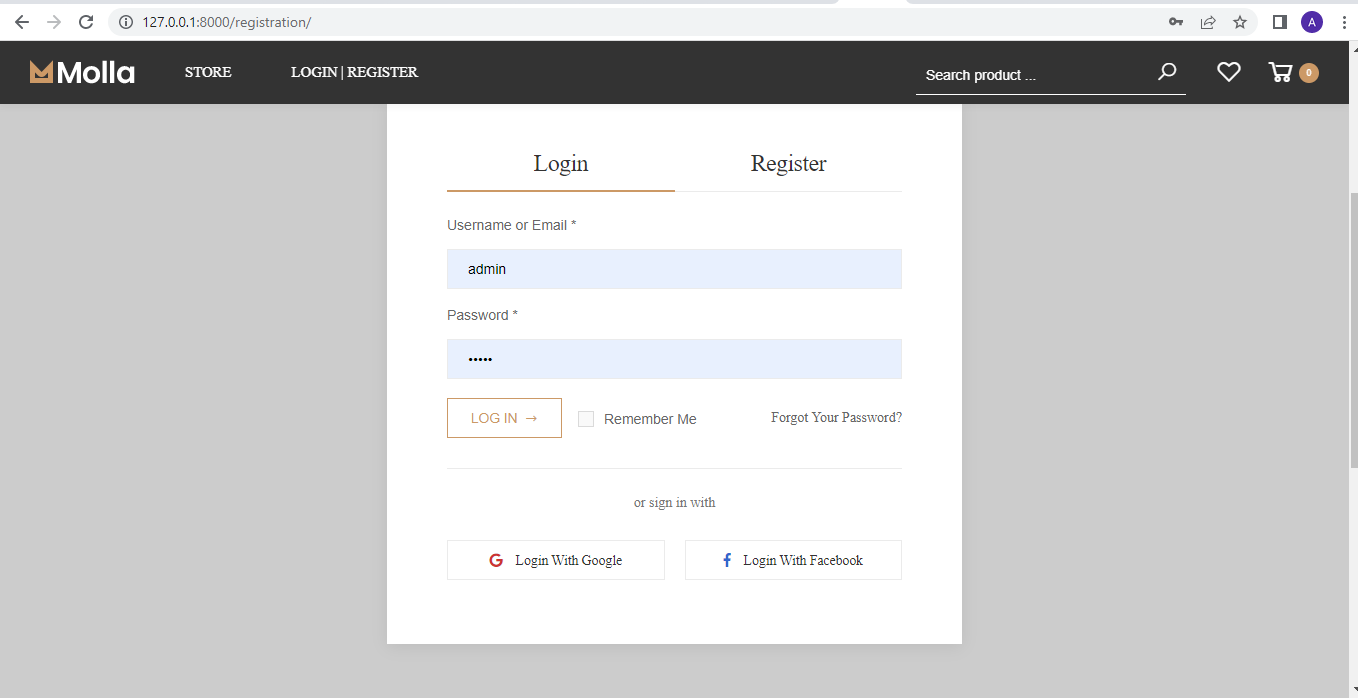 127.0.0.1:8000/registration/
A
Molla
STORE
LOGIN | REGISTER
Search product ...
0
Login
Register
Username or Email *
admin
Password *
•••••
LOG IN →
Remember Me
Forgot Your Password?
or sign in with
G Login With Google
f Login With Facebook